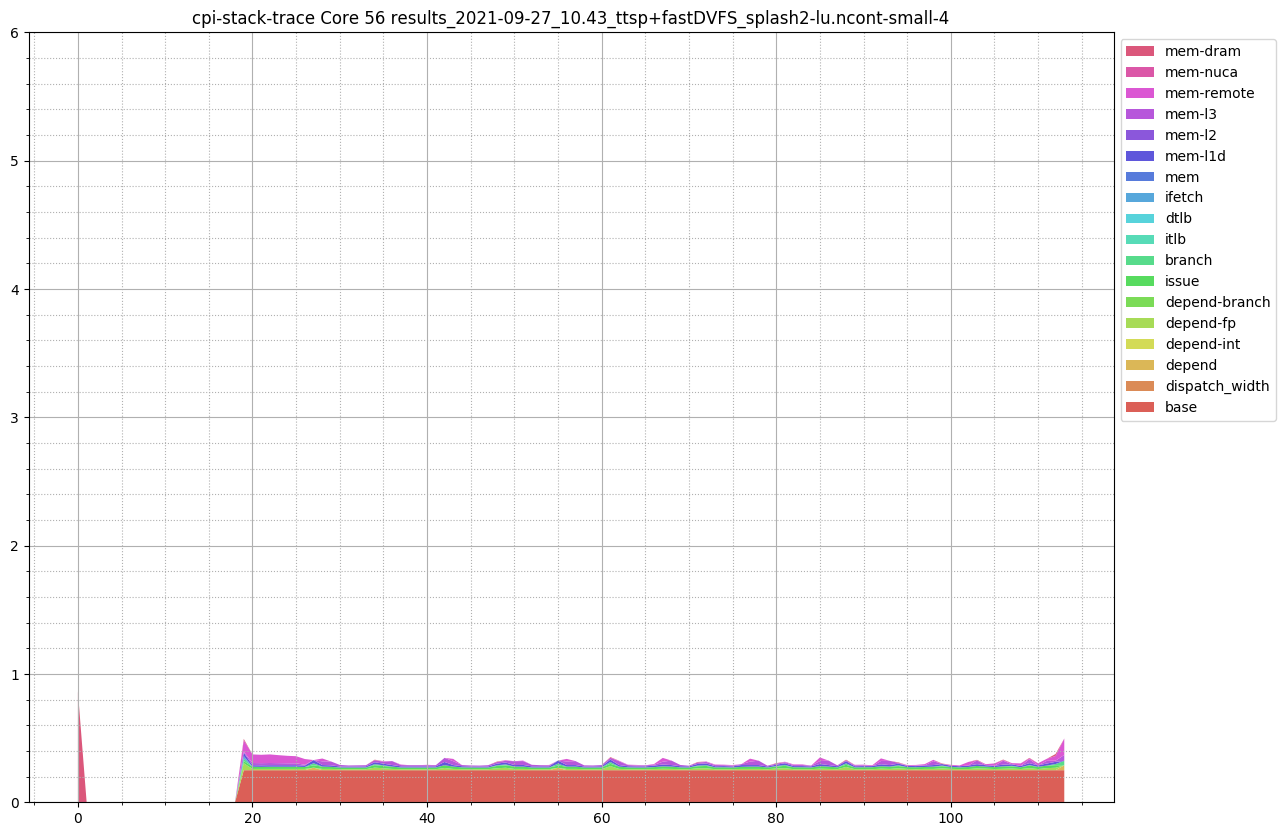 cpi-stack-trace Core 56 results_2021-09-27_10.43_ttsp+fastDVFS_splash2-lu.ncont-small-4
6
5
4
3
2
1
0
0 20 40 60 80 100
mem-dram
mem-nuca
mem-remote
mem-l3
mem-l2
mem-l1d
mem
ifetch
dtlb
itlb
branch
issue
depend-branch
depend-fp
depend-int
depend
dispatch_width
base